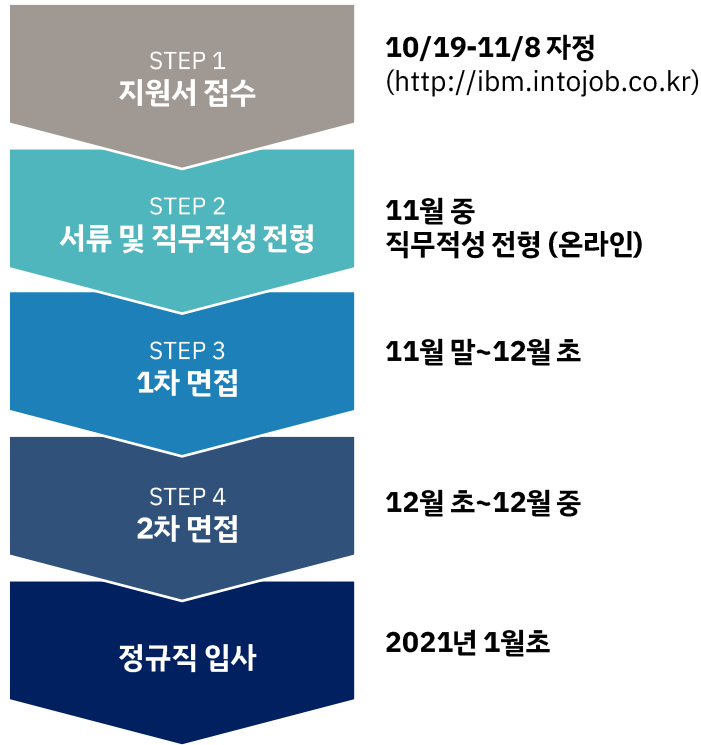 STEP 1
지원서 접수
10/19-11/8 자정
(http://ibm.intojob.co.kr)
STEP 2
서류 및 직무적성 전형
11월 중
직무적성 전형 (온라인)
STEP 3
1차 면접
11월 말~12월 초
STEP 4
2차 면접
12월 초~12월 중
정규직 입사
2021년 1월초